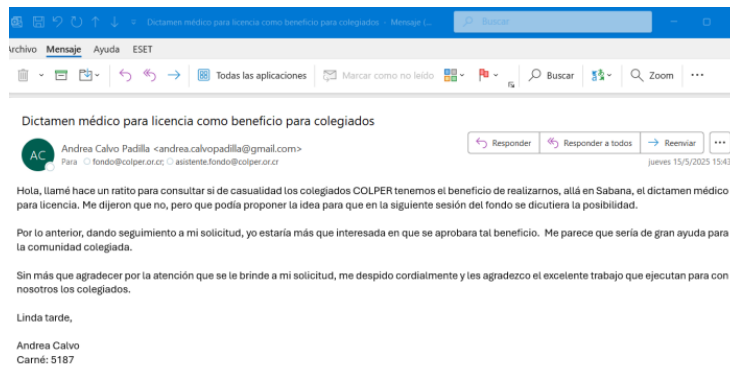 Dictamen médico para licencia como beneficio para colegiados - Mensaje (...
Buscar
Archivo Mensaje Ayuda ESET
Todas las aplicaciones Marcar como no leído Buscar Zoom
Dictamen médico para licencia como beneficio para colegiados
AC
Andrea Calvo Padilla <andrea.calvopadilla@gmail.com>
Para fondo@colper.or.cr; asistente.fondo@colper.or.cr
Responder Responder a todos Reenviar
jueves 15/5/2025 15:43
Hola, llamé hace un ratito para consultar si de casualidad los colegiados COLPER tenemos el beneficio de realizarnos, allá en Sabana, el dictamen médico
para licencia. Me dijeron que no, pero que podía proponer la idea para que en la siguiente sesión del fondo se dicutiera la posibilidad.
Por lo anterior, dando seguimiento a mi solicitud, yo estaría más que interesada en que se aprobara tal beneficio. Me parece que sería de gran ayuda para
la comunidad colegiada.
Sin más que agradecer por la atención que se le brinde a mi solicitud, me despido cordialmente y les agradezco el excelente trabajo que ejecutan para con
nosotros los colegiados.
Linda tarde,
Andrea Calvo
Carné: 5187